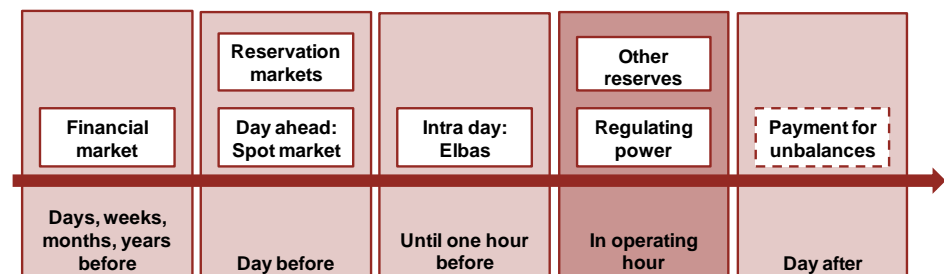 Financial
market
Reservation
markets
Day ahead:
Spot market
Intra day:
Elbas
Other
reserves
Regulating
power
Payment for
unbalances
Days, weeks,
months, years
before
Day before
Until one hour
before
In operating
hour
Day after